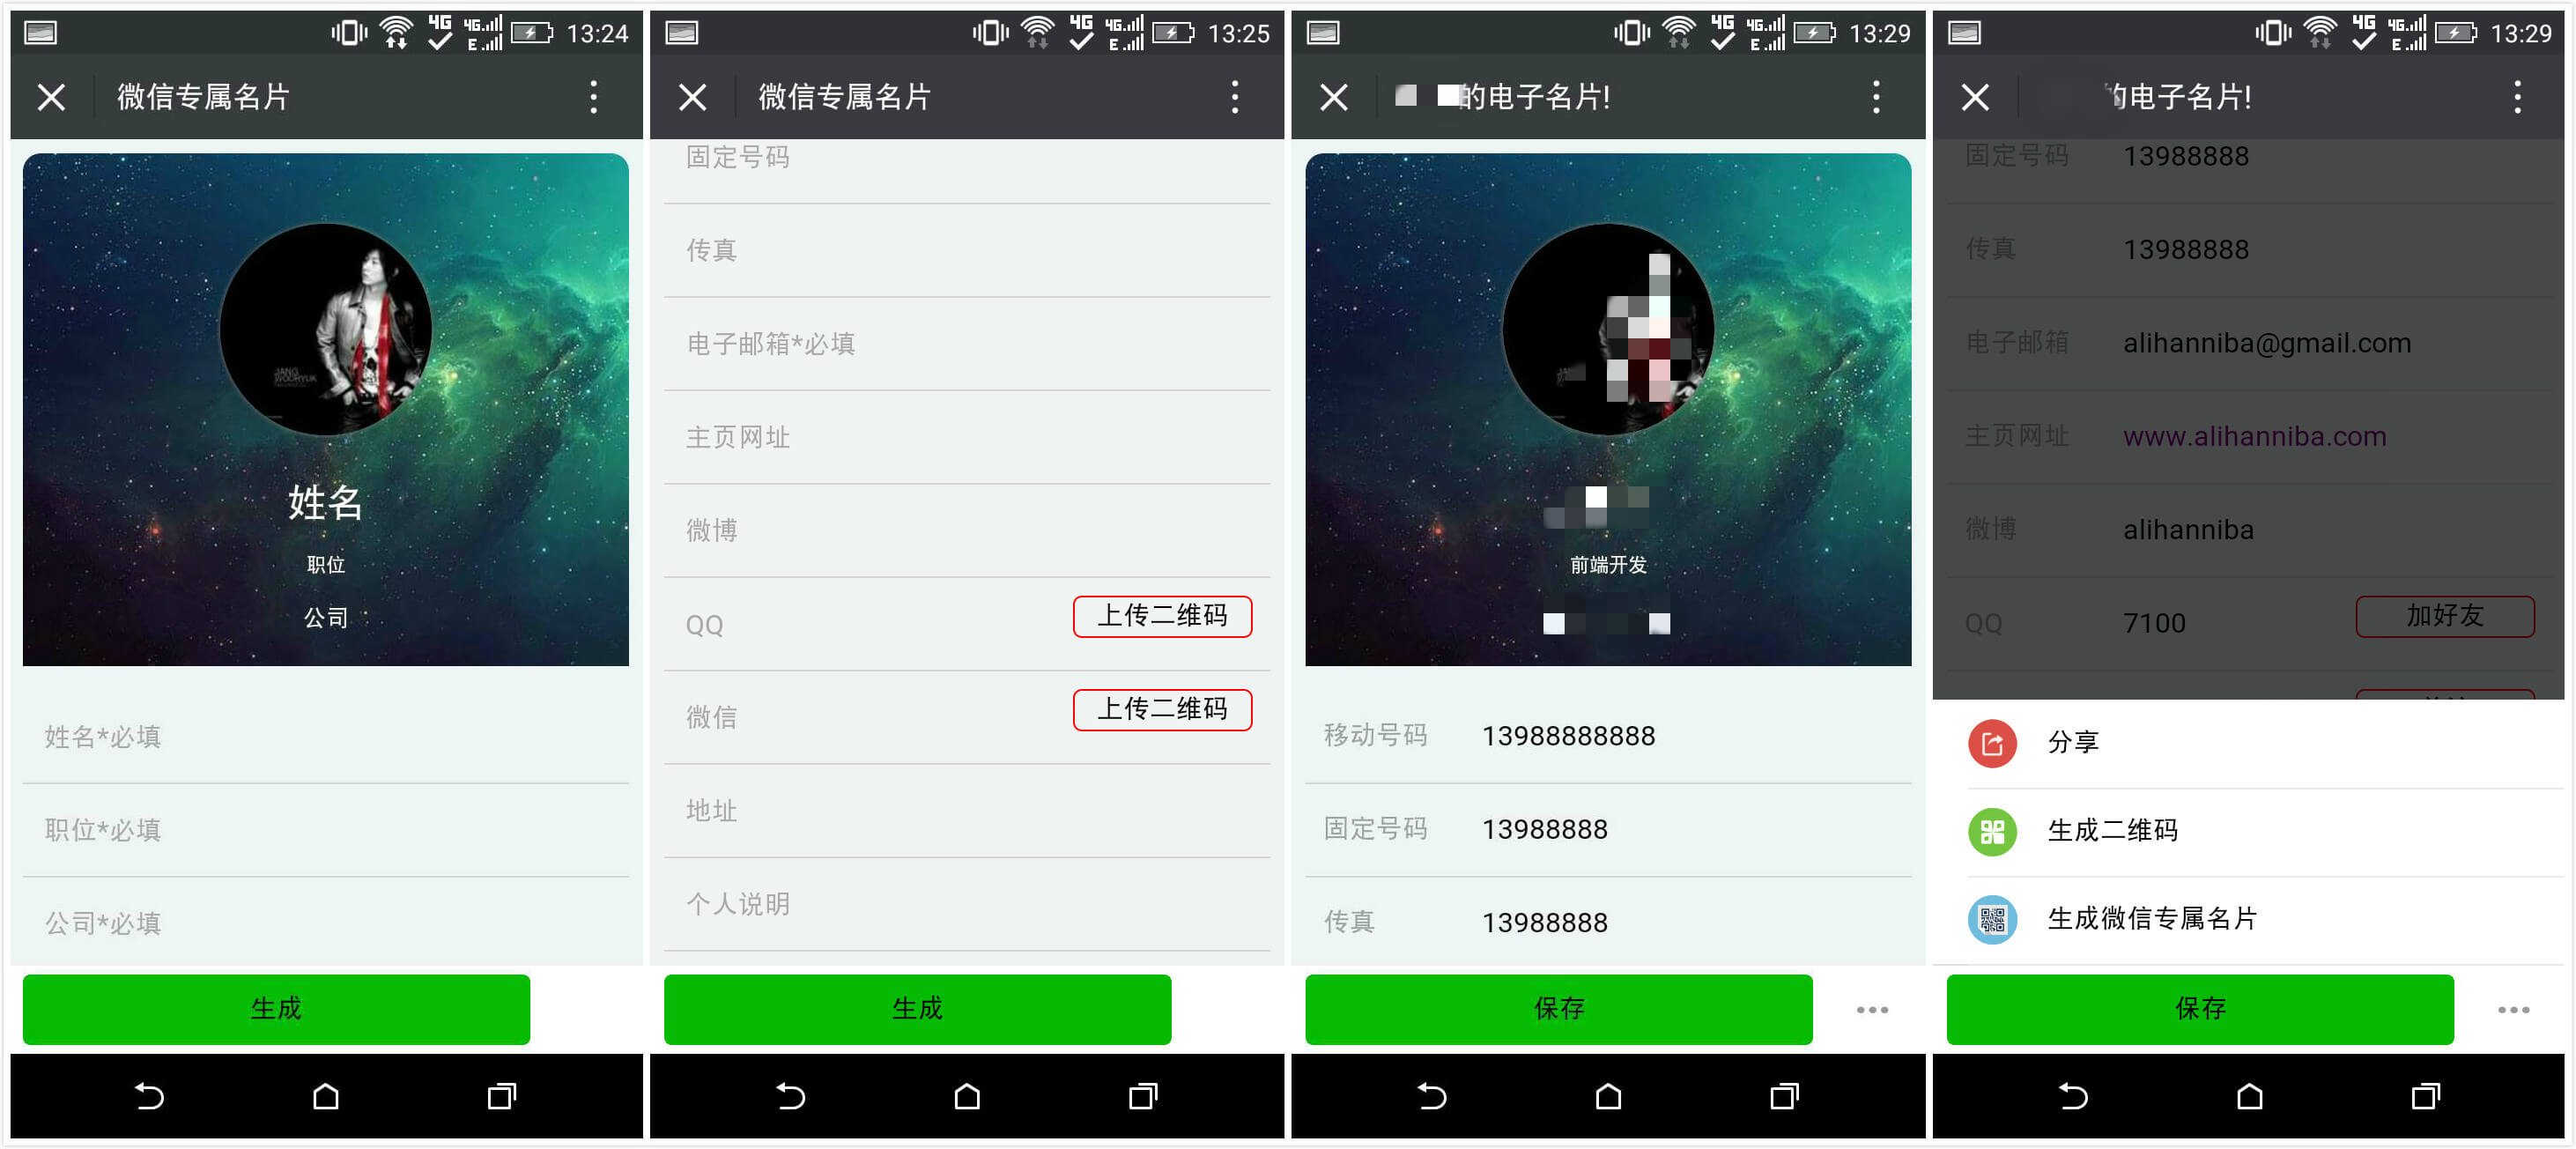 13:24
微信专属名片
JANG
WOOHYUK
姓名
职位
公司
姓名*必填
职位*必填
公司*必填
生成
13:25
微信专属名片
固定号码
传真
电子邮箱*必填
主页网址
微博
QQ 上传二维码
微信 上传二维码
地址
个人说明
生成
13:29
的电子名片!
前端开发
移动号码 13988888888
固定号码 13988888
传真 13988888
保存
13:29
的电子名片!
固定号码 13988888
传真 13988888
电子邮箱 alihanniba@gmail.com
主页网址 www.alihanniba.com
微博 alihanniba
QQ 7100 加好友
分享
生成二维码
生成微信专属名片
保存